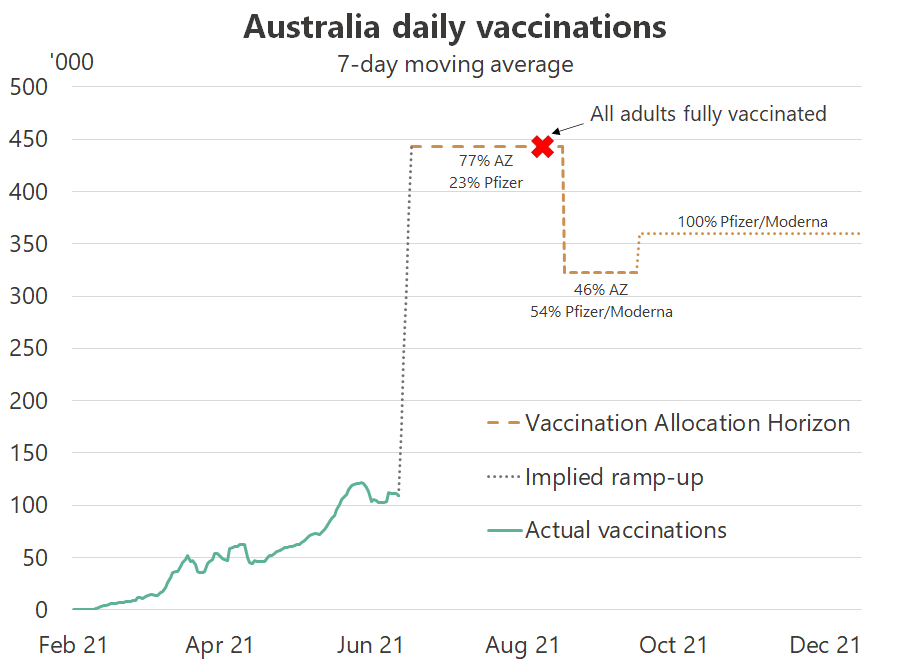 Australia daily vaccinations
'000
7-day moving average
500
450
400
350
300
250
200
150
100
50
0
All adults fully vaccinated
77% AZ
23% Pfizer
100% Pfizer/Moderna
46% AZ
54% Pfizer/Moderna
Vaccination Allocation Horizon
Implied ramp-up
Actual vaccinations
Feb 21 Apr 21 Jun 21 Aug 21 Oct 21 Dec 21